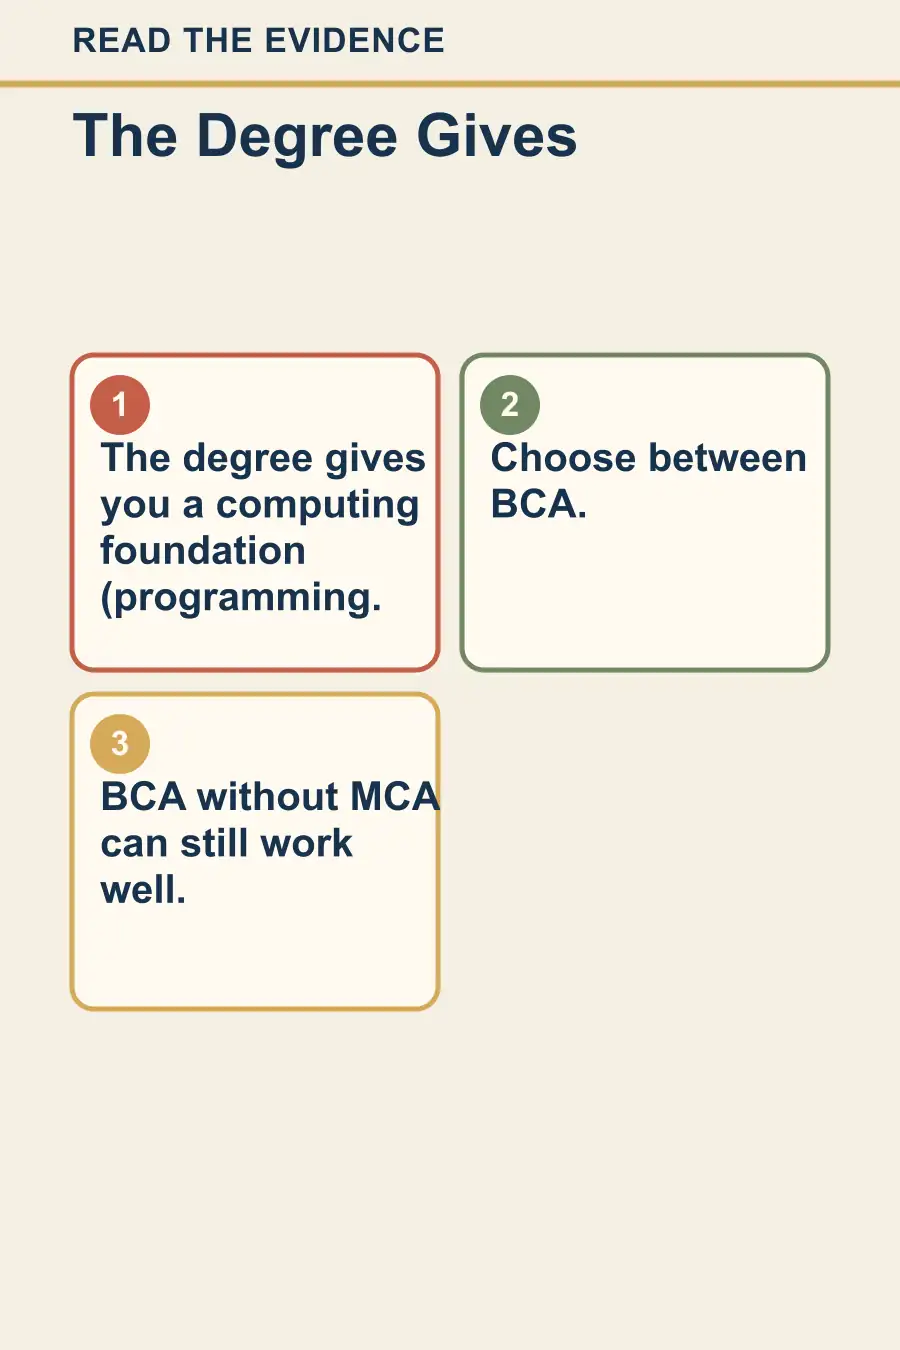 READ THE EVIDENCE
The Degree Gives
1
The degree gives
you a computing
foundation
(programming.
2
Choose between
BCA.
3
BCA without MCA
can still work
well.